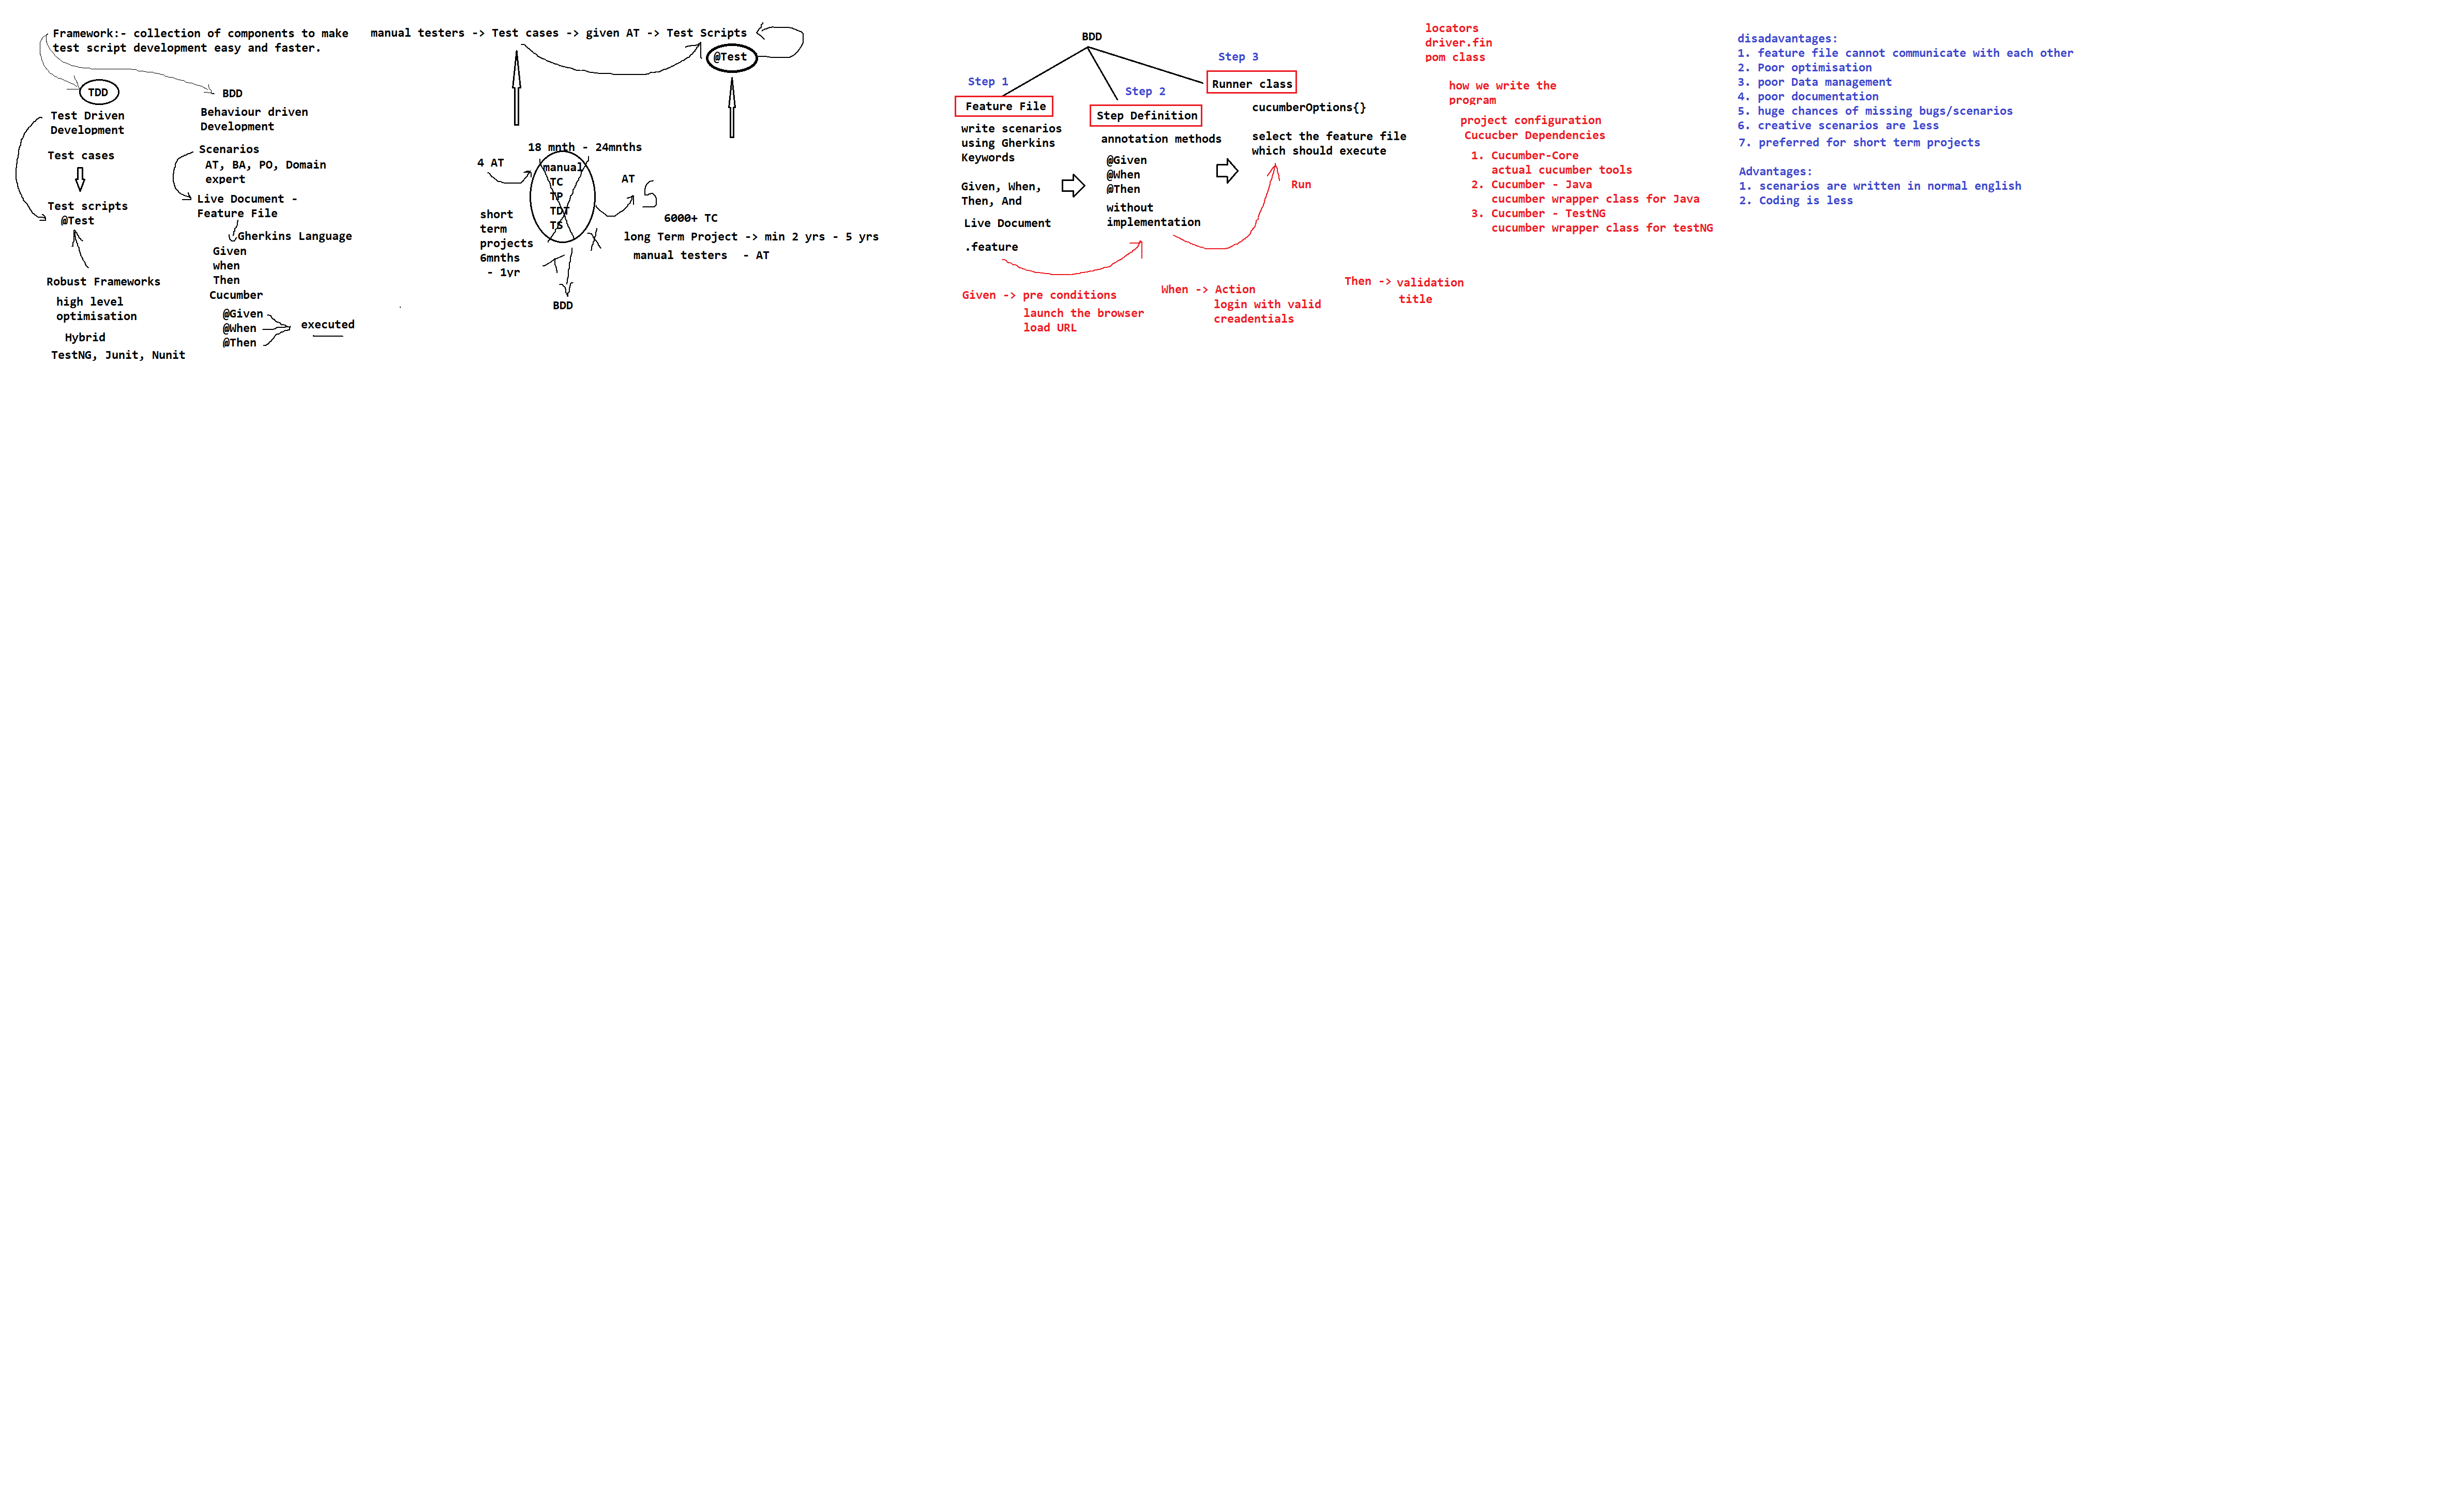 Framework:- collection of components to make
test script development easy and faster.
TDD
Test Driven
Development
Test cases
Test scripts
@Test
Robust Frameworks
high level
optimisation
Hybrid
TestNG, Junit, Nunit
BDD
Behaviour driven
Development
Scenarios
AT, BA, PO, Domain
expert
Live Document -
Feature File
Gherkins Language
Given
when
Then
Cucumber
@Given
@When
@Then
executed
manual testers -> Test cases -> given AT -> Test Scripts
@Test
18 mnth - 24mnths
4 AT
manual
TC
TP
TDT
TS
AT
short
term
projects
6mnths
- 1yr
6000+ TC
long Term Project -> min 2 yrs - 5 yrs
manual testers - AT
BDD
BDD
Step 1
Feature File
write scenarios
using Gherkins
Keywords
Given, When,
Then, And
Live Document
.feature
Step 2
Step Definition
annotation methods
@Given
@When
@Then
without
implementation
Step 3
Runner class
cucumberOptions{}
select the feature file
which should execute
Run
Given -> pre conditions
launch the browser
load URL
When -> Action
login with valid
creadentials
Then -> validation
title
locators
driver.fin
pom class
how we write the
program
project configuration
Cucucber Dependencies
1. Cucumber-Core
actual cucumber tools
2. Cucumber - Java
cucumber wrapper class for Java
3. Cucumber - TestNG
cucumber wrapper class for testNG
disadavantages:
1. feature file cannot communicate with each other
2. Poor optimisation
3. poor Data management
4. poor documentation
5. huge chances of missing bugs/scenarios
6. creative scenarios are less
7. preferred for short term projects
Advantages:
1. scenarios are written in normal english
2. Coding is less